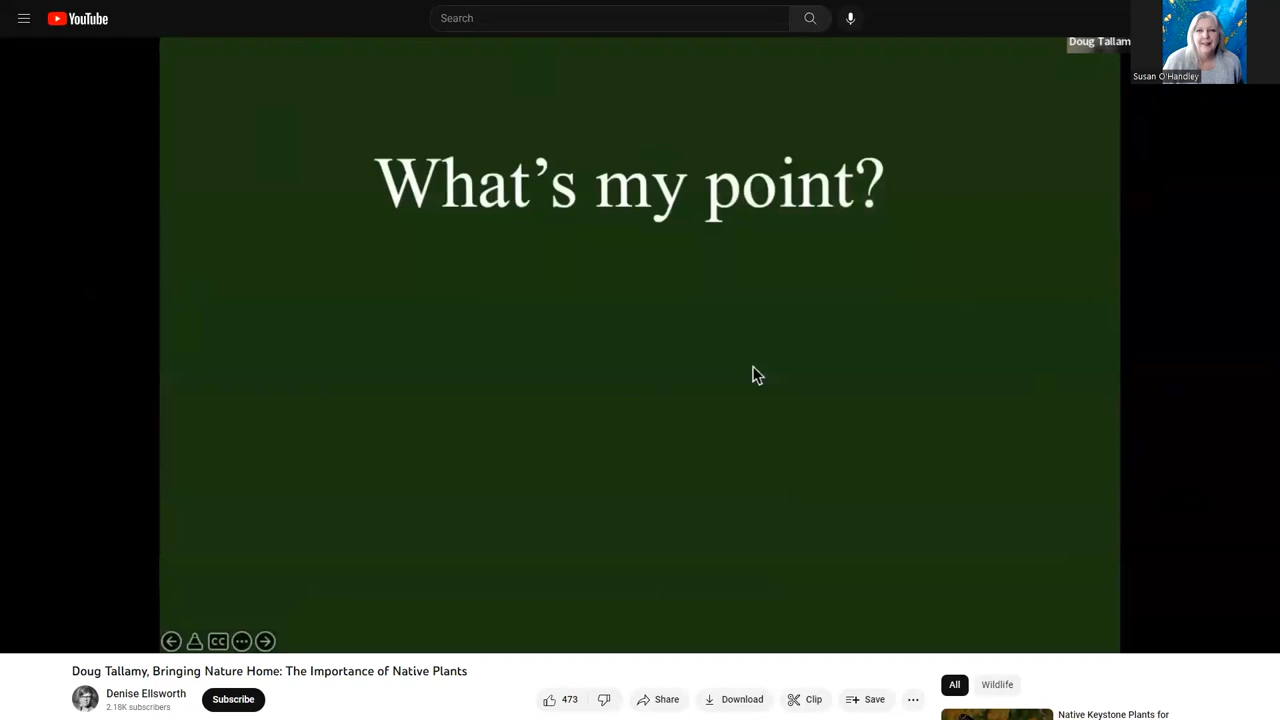 YouTube
Search
Doug Tallam
Susan O'Handley
What's my point?
CC
Doug Tallamy, Bringing Nature Home: The Importance of Native Plants
Denise Ellsworth
2.18K subscribers
Subscribe
473
Share
Download
Clip
Save
All
Wildlife
Native Keystone Plants for